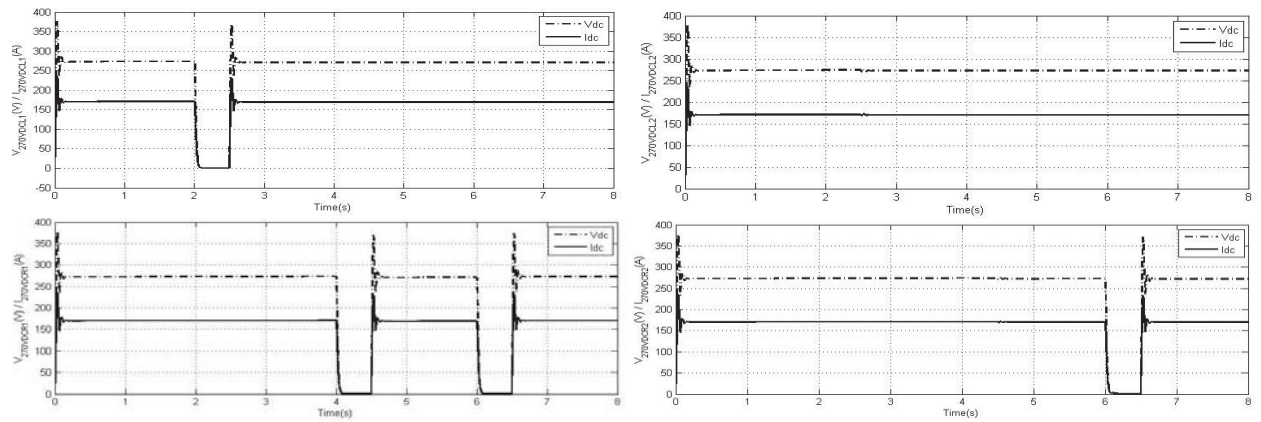 400
350
300
250
200
150
100
50
0
-50
V270VDCL1(V) / I270VDCL1(A)
Vdc
Idc
0 1 2 3 4 5 6 7 8
Time(s)
400
350
300
250
200
150
100
50
0
V270VDCL2(V) / I270VDCL2(A)
Vdc
Idc
0 1 2 3 4 5 6 7 8
Time(s)
400
350
300
250
200
150
100
50
0
V270VDCR1(V) / I270VDCR1(A)
Vdc
Idc
0 1 2 3 4 5 6 7 8
Time(s)
400
350
300
250
200
150
100
50
0
V270VDCR2(V) / I270VDCR2(A)
Vdc
Idc
0 1 2 3 4 5 6 7 8
Time(s)